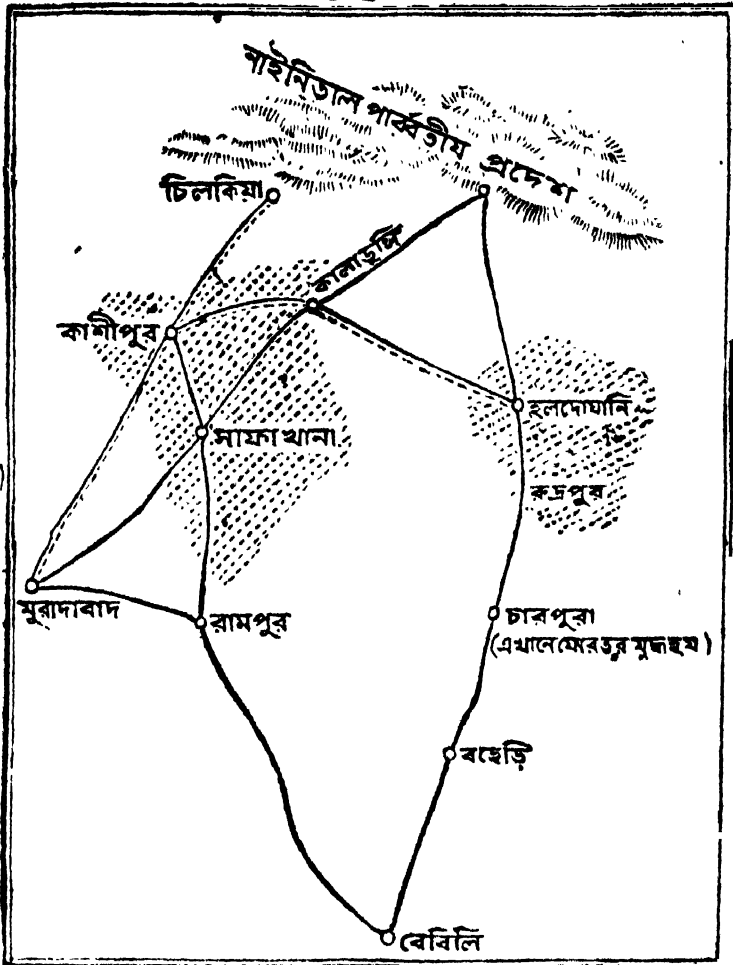 নাইনিতাল পার্ব্বতীয় প্রদেশ
চিলকিয়া
কালাডুঙ্গি
কাশীপুর
হলদোয়ানি
সাফাখানা
রুদ্রপুর
মুরাদাবাদ
রামপুর
চারপুরা
(এখানে ঘোরতর যুদ্ধ হয়)
বহেড়ি
বেরিলি